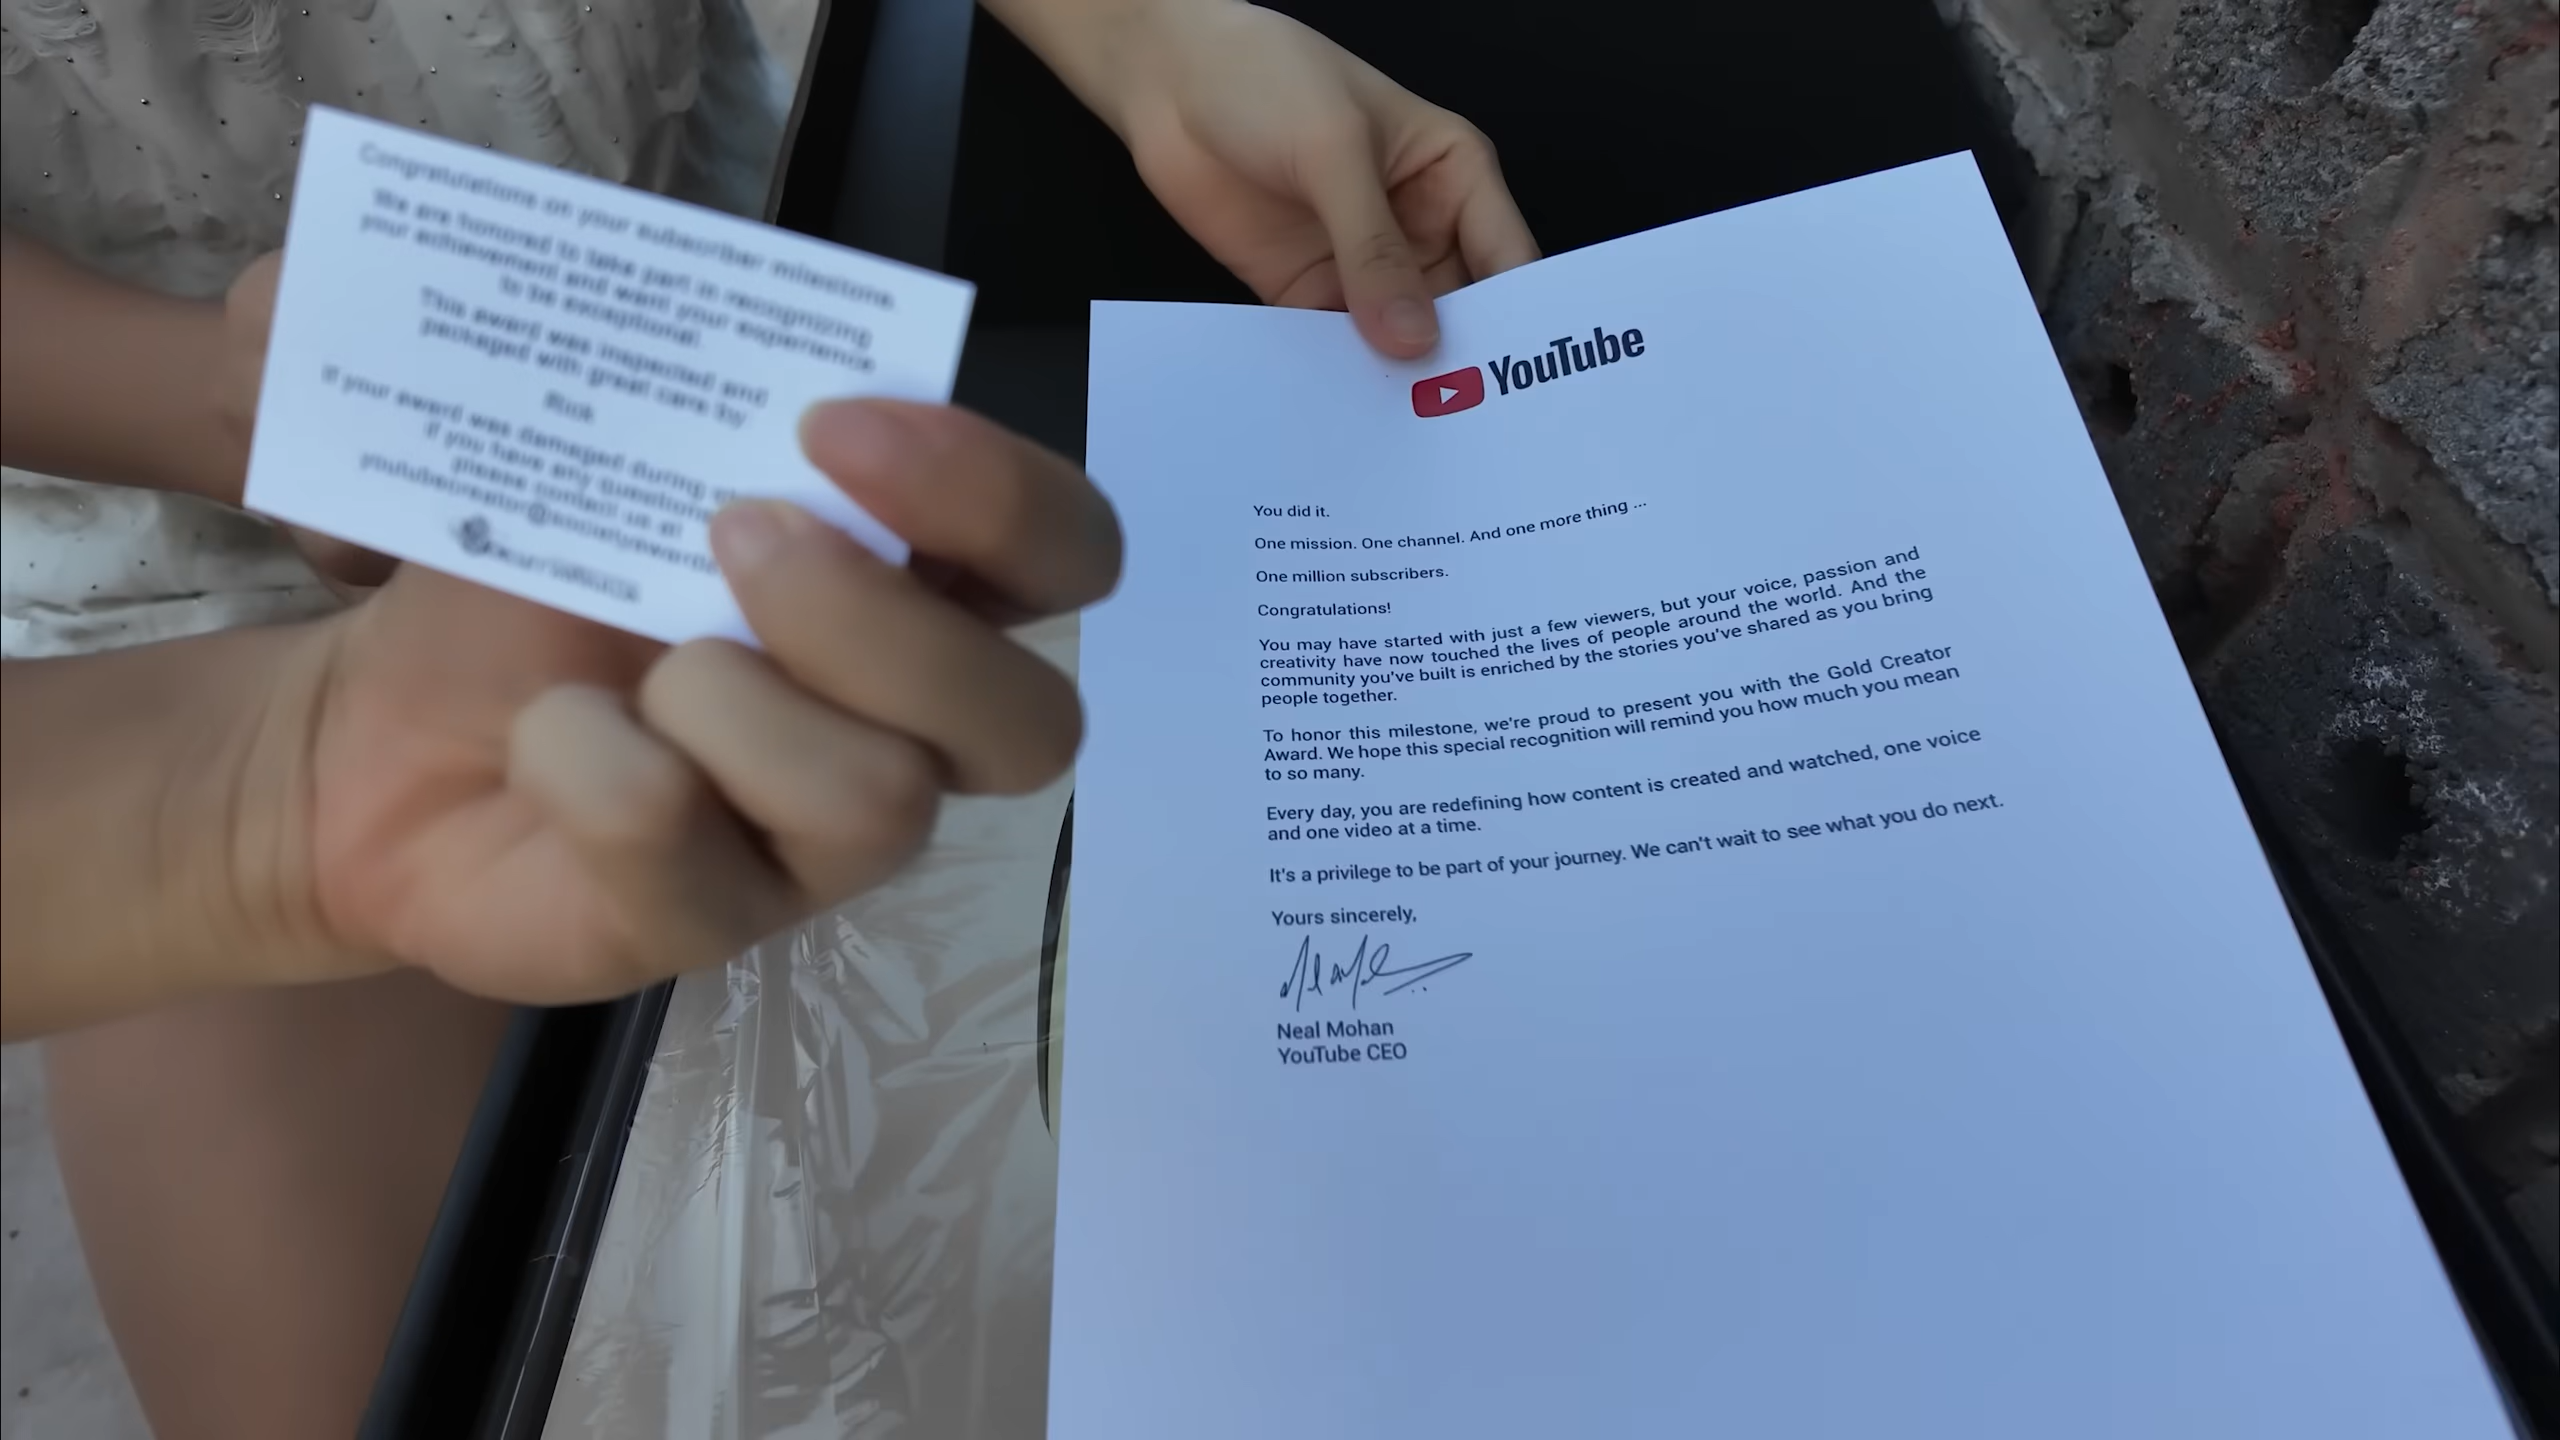 Congratulations on your subscriber milestone.
We are honored to take part in recognizing
your achievement and want your experience
to be exceptional.
This award was inspected and
packaged with great care by
Rick
If your award was damaged during
if you have any questions
please contact us at
YouTube
You did it.
One mission. One channel. And one more thing ...
One million subscribers.
Congratulations!
You may have started with just a few viewers, but your voice, passion and
creativity have now touched the lives of people around the world. And the
community you've built is enriched by the stories you've shared as you bring
people together.
To honor this milestone, we're proud to present you with the Gold Creator
Award. We hope this special recognition will remind you how much you mean
to so many.
Every day, you are redefining how content is created and watched, one voice
and one video at a time.
It's a privilege to be part of your journey. We can't wait to see what you do next.
Yours sincerely,
Neal Mohan
YouTube CEO